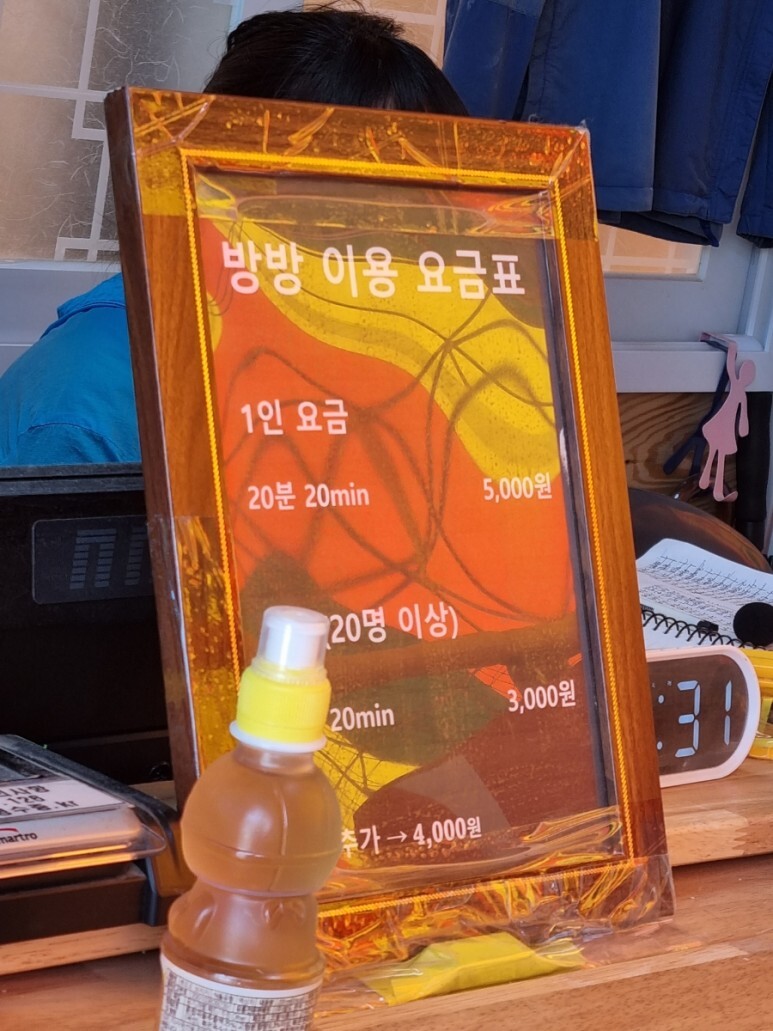 방방 이용 요금표
1인 요금
20분 20min 5,000원
(20명 이상)
20min 3,000원
추가 → 4,000원
31